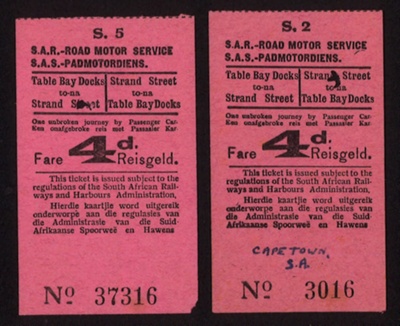 S. 5
S.A.R.-ROAD MOTOR SERVICE
S.A.S.-PADMOTORDIENS.
Table Bay Docks Strand Street
to-na to-na
Strand Street Table Bay Docks
One unbroken journey by Passenger Car-
Een onafgebroke reis met Passasier Kar
Fare 4d. Reisgeld.
This ticket is issued subject to the
regulations of the South African Rail-
ways and Harbours Administration,
Hierdie kaartjie word uitgereik
onderworpe aan die regulasies van
die Administrasie van die Suid-
Afrikaanse Spoorweë en Hawens
No 37316
S. 2
S.A.R.-ROAD MOTOR SERVICE
S.A.S.-PADMOTORDIENS.
Table Bay Docks Strand Street
to-na to-na
Strand Street Table Bay Docks
One unbroken journey by Passenger Car-
Een onafgebroke reis met Passasier Kar
Fare 4d. Reisgeld.
This ticket is issued subject to the
regulations of the South African Rail-
ways and Harbours Administration,
Hierdie kaartjie word uitgereik
onderworpe aan die regulasies van
die Administrasie van die Suid-
Afrikaanse Spoorweë en Hawens
CAPETOWN,
S.A.
No 3016